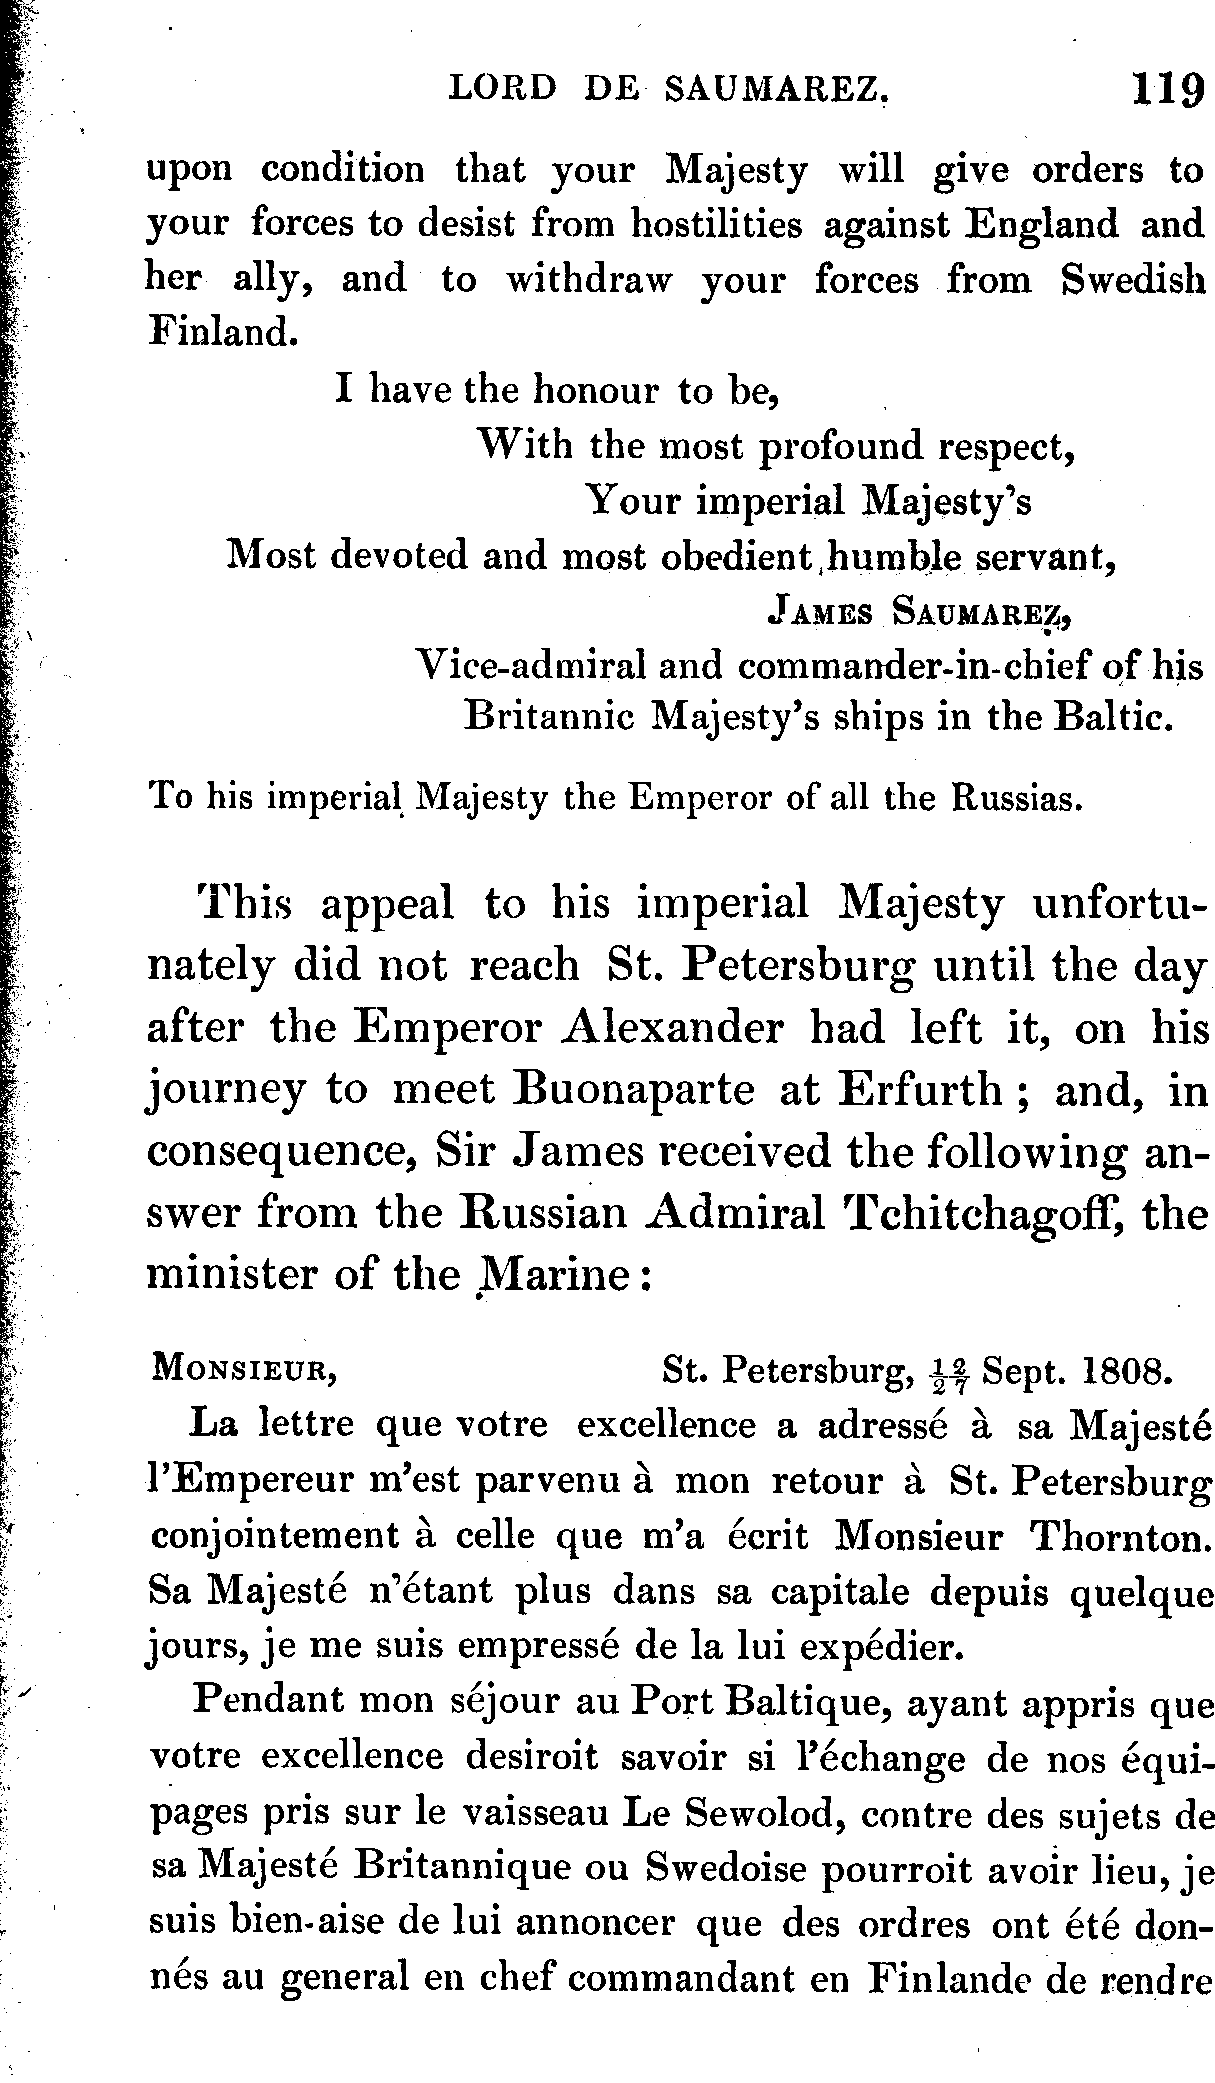 LORD DE SAUMAREZ. 119
upon condition that your Majesty will give orders to
your forces to desist from hostilities against England and
her ally, and to withdraw your forces from Swedish
Finland.
I have the honour to be,
With the most profound respect,
Your imperial Majesty's
Most devoted and most obedient humble servant,
JAMES SAUMAREZ,
Vice-admiral and commander-in-chief of his
Britannic Majesty's ships in the Baltic.
To his imperial Majesty the Emperor of all the Russias.
This appeal to his imperial Majesty unfortu-
nately did not reach St. Petersburg until the day
after the Emperor Alexander had left it, on his
journey to meet Buonaparte at Erfurth; and, in
consequence, Sir James received the following an-
swer from the Russian Admiral Tchitchagoff, the
minister of the Marine:
MONSIEUR, St. Petersburg, 12/27 Sept. 1808.
La lettre que votre excellence a adressé à sa Majesté
l'Empereur m'est parvenu à mon retour à St. Petersburg
conjointement à celle que m'a écrit Monsieur Thornton.
Sa Majesté n'étant plus dans sa capitale depuis quelque
jours, je me suis empressé de la lui expédier.
Pendant mon séjour au Port Baltique, ayant appris que
votre excellence desiroit savoir si l'échange de nos équi-
pages pris sur le vaisseau Le Sewolod, contre des sujets de
sa Majesté Britannique ou Swedoise pourroit avoir lieu, je
suis bien-aise de lui annoncer que des ordres ont été don-
nés au general en chef commandant en Finlande de rendre